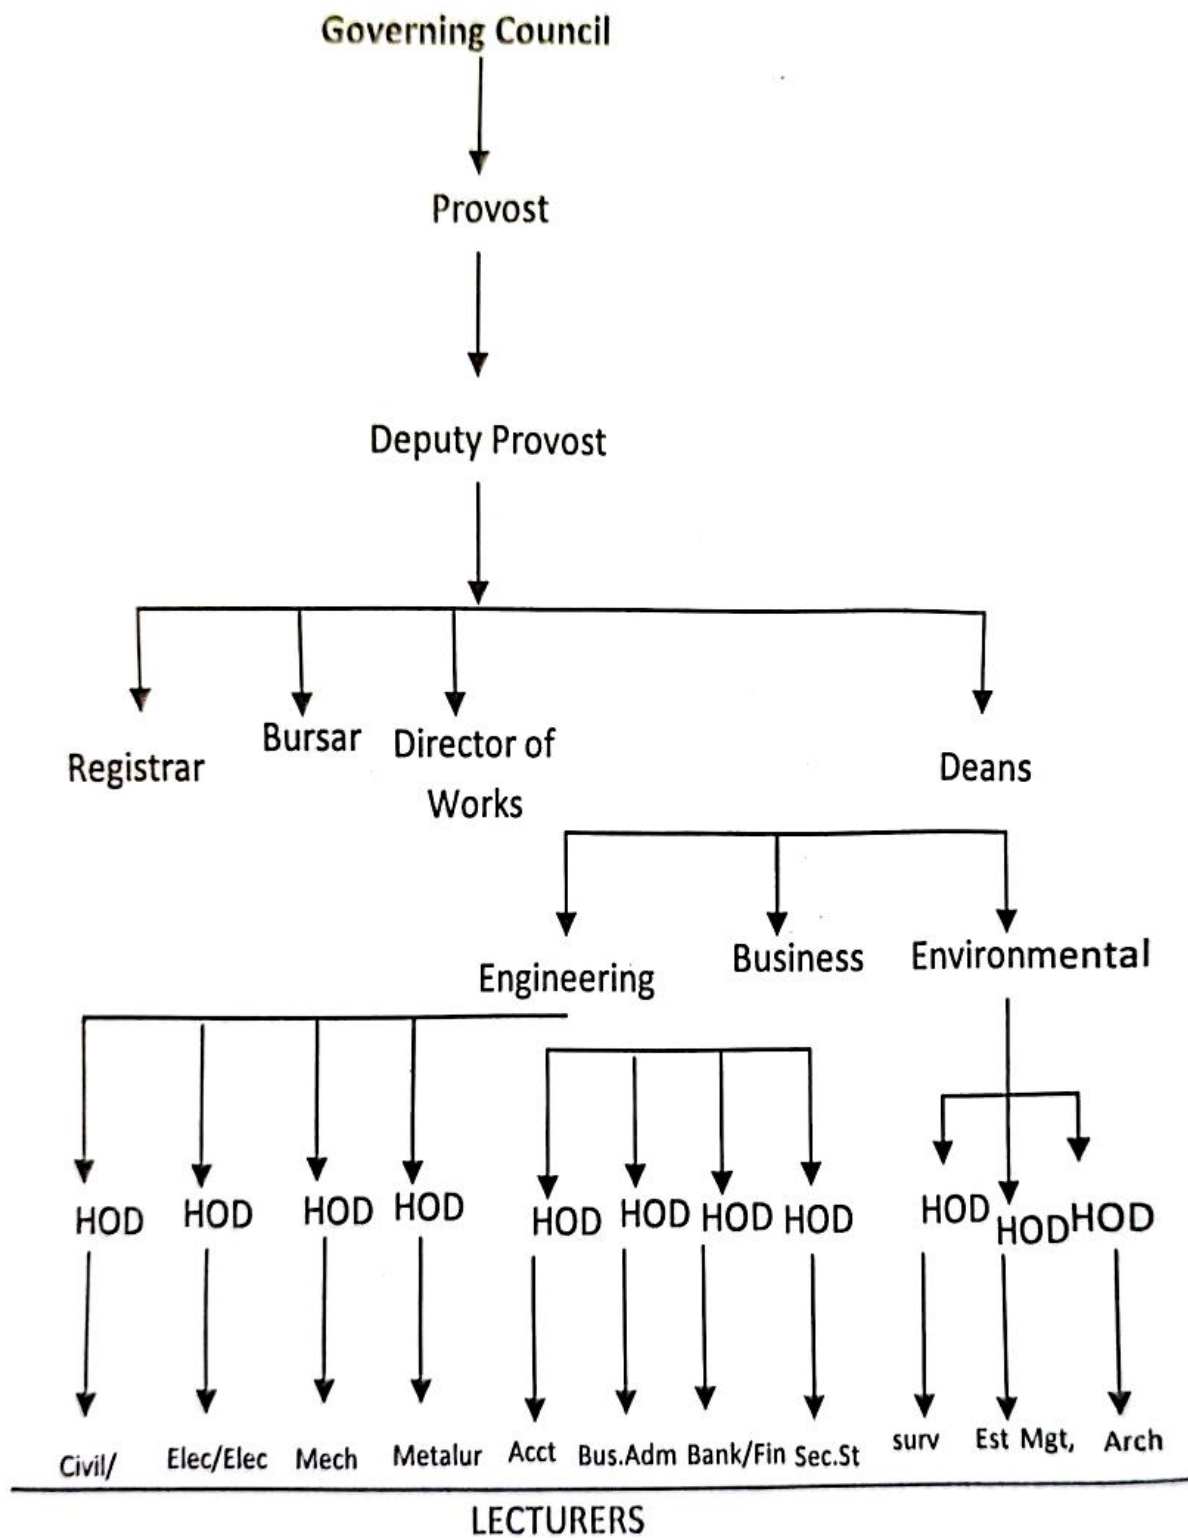 Governing Council
Provost
Deputy Provost
Registrar
Bursar
Director of
Works
Deans
Engineering
Business
Environmental
HOD HOD HOD HOD HOD HOD HOD HOD HOD HOD HOD
Civil/ Elec/Elec Mech Metalur Acct Bus.Adm Bank/Fin Sec.St surv Est Mgt, Arch
LECTURERS